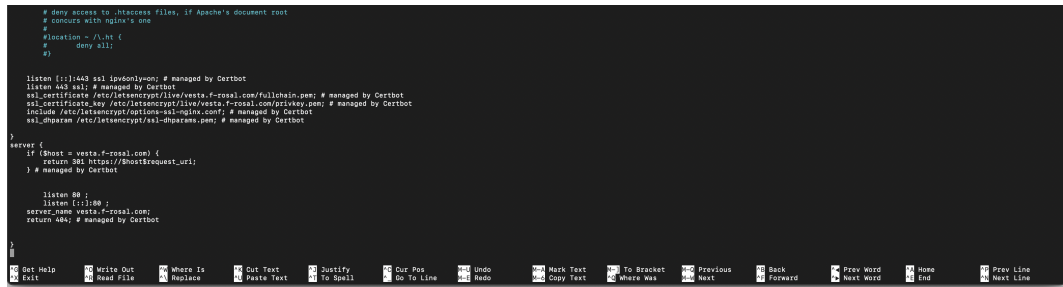 # deny access to .htaccess files, if Apache's document root
# concurs with nginx's one
#
#location ~ /\.ht {
#       deny all;
#}
listen [::]:443 ssl ipv6only=on; # managed by Certbot
listen 443 ssl; # managed by Certbot
ssl_certificate /etc/letsencrypt/live/vesta.f-rosal.com/fullchain.pem; # managed by Certbot
ssl_certificate_key /etc/letsencrypt/live/vesta.f-rosal.com/privkey.pem; # managed by Certbot
include /etc/letsencrypt/options-ssl-nginx.conf; # managed by Certbot
ssl_dhparam /etc/letsencrypt/ssl-dhparams.pem; # managed by Certbot
}
server {
if ($host = vesta.f-rosal.com) {
return 301 https://$host$request_uri;
} # managed by Certbot
listen 80 ;
listen [::]:80 ;
server_name vesta.f-rosal.com;
return 404; # managed by Certbot
}
^G Get Help ^O Write Out ^W Where Is ^K Cut Text ^J Justify ^C Cur Pos M-U Undo M-A Mark Text M-] To Bracket M-Q Previous ^B Back ^◀ Prev Word ^A Home ^P Prev Line
^X Exit ^R Read File ^\ Replace ^U Paste Text ^T To Spell ^_ Go To Line M-E Redo M-6 Copy Text ^Q Where Was M-W Next ^F Forward ^▶ Next Word ^E End ^N Next Line